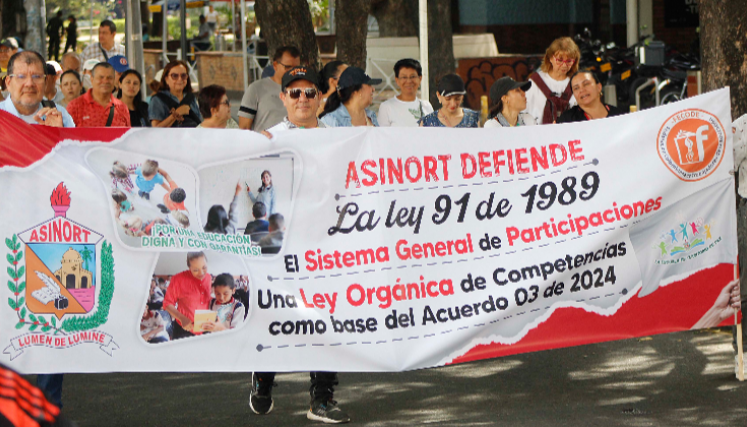 ASINORT DEFIENDE
La ley 91 de 1989
El Sistema General de Participaciones
Una Ley Orgánica de Competencias
como base del Acuerdo 03 de 2024
¡POR UNA EDUCACIÓN
DIGNA Y CON GARANTÍAS!
ASINORT
LUMEN DE LUMINE
FECODE
f